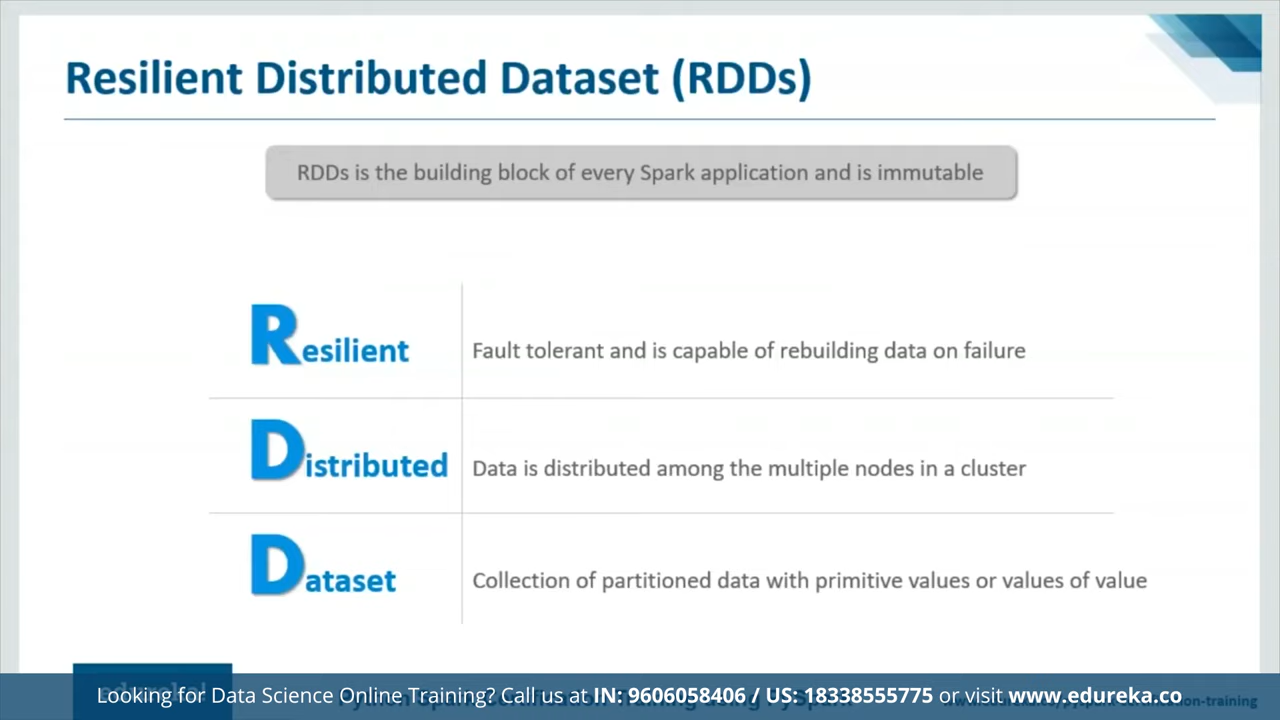 Resilient Distributed Dataset (RDDs)
RDDs is the building block of every Spark application and is immutable
Resilient
Fault tolerant and is capable of rebuilding data on failure
Distributed
Data is distributed among the multiple nodes in a cluster
Dataset
Collection of partitioned data with primitive values or values of value
Looking for Data Science Online Training? Call us at IN: 9606058406 / US: 18338555775 or visit www.edureka.co